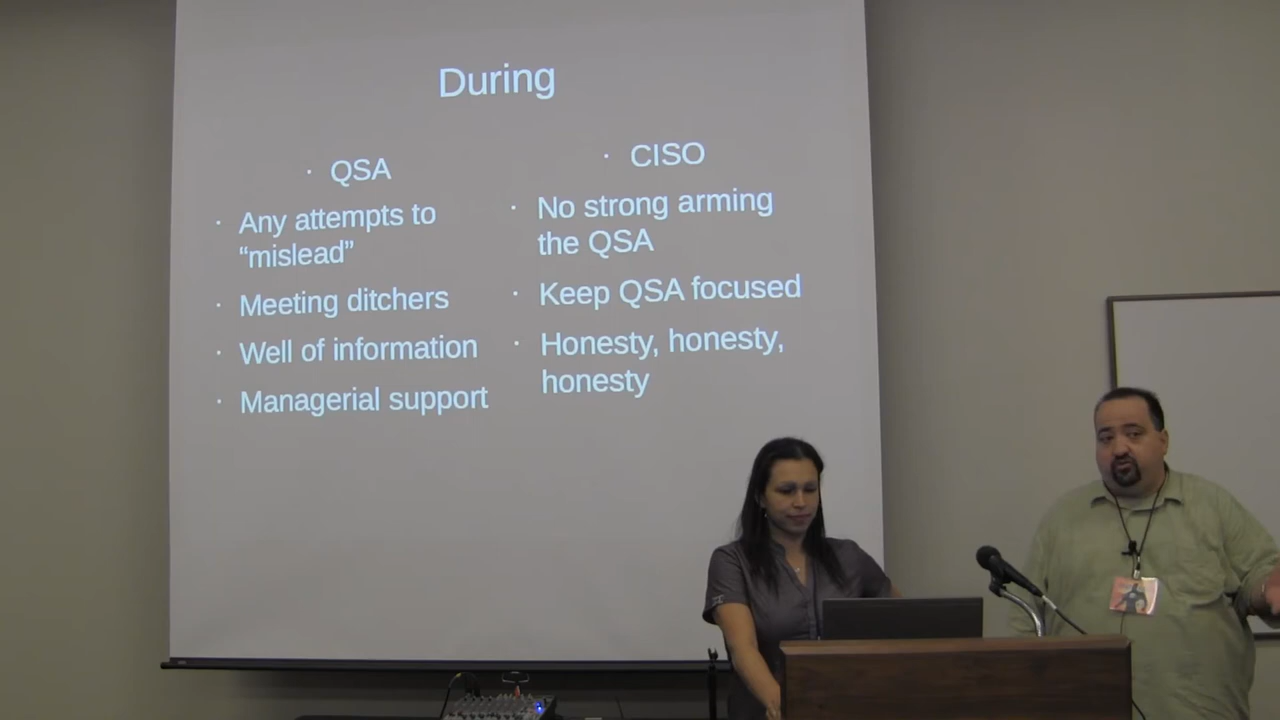 During
· QSA
· Any attempts to
“mislead”
· Meeting ditchers
· Well of information
· Managerial support
· CISO
· No strong arming
the QSA
· Keep QSA focused
· Honesty, honesty,
honesty